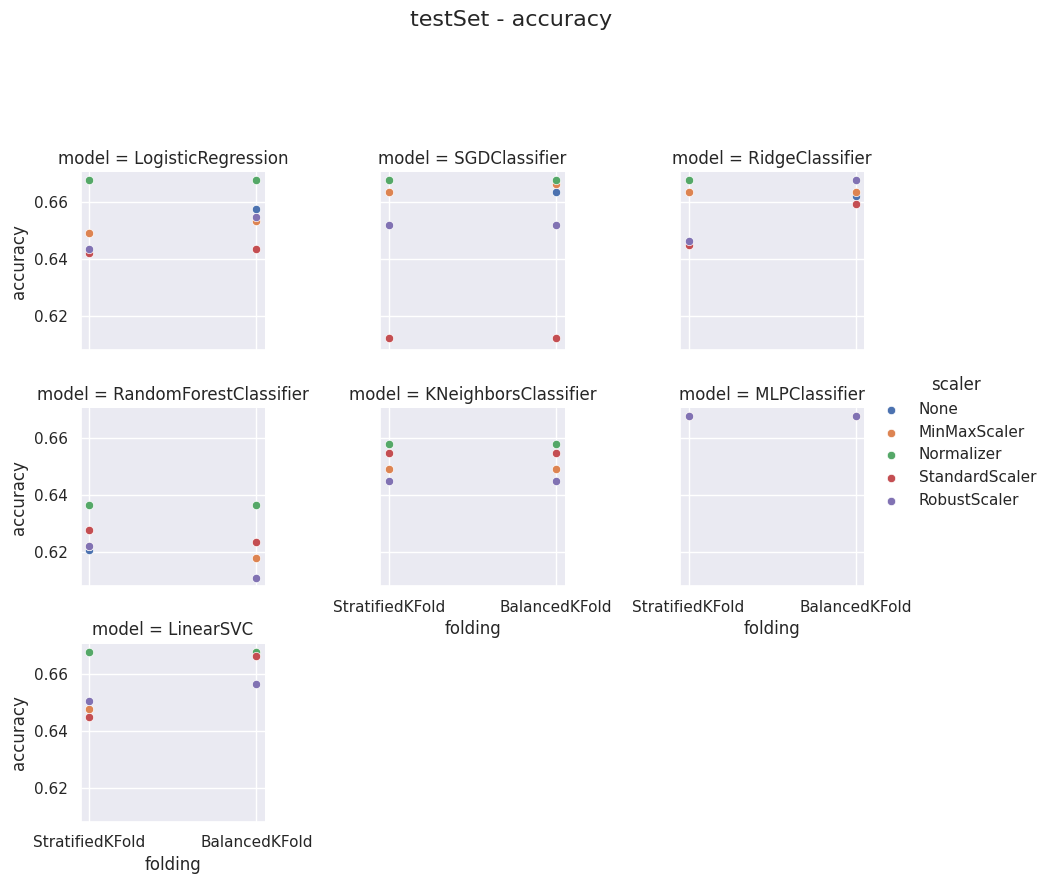 testSet - accuracy
model = LogisticRegression
model = SGDClassifier
model = RidgeClassifier
0.66
0.64
0.62
accuracy
model = RandomForestClassifier
model = KNeighborsClassifier
model = MLPClassifier
0.66
0.64
0.62
accuracy
StratifiedKFold
BalancedKFold
folding
StratifiedKFold
BalancedKFold
folding
scaler
None
MinMaxScaler
Normalizer
StandardScaler
RobustScaler
model = LinearSVC
0.66
0.64
0.62
accuracy
StratifiedKFold
BalancedKFold
folding